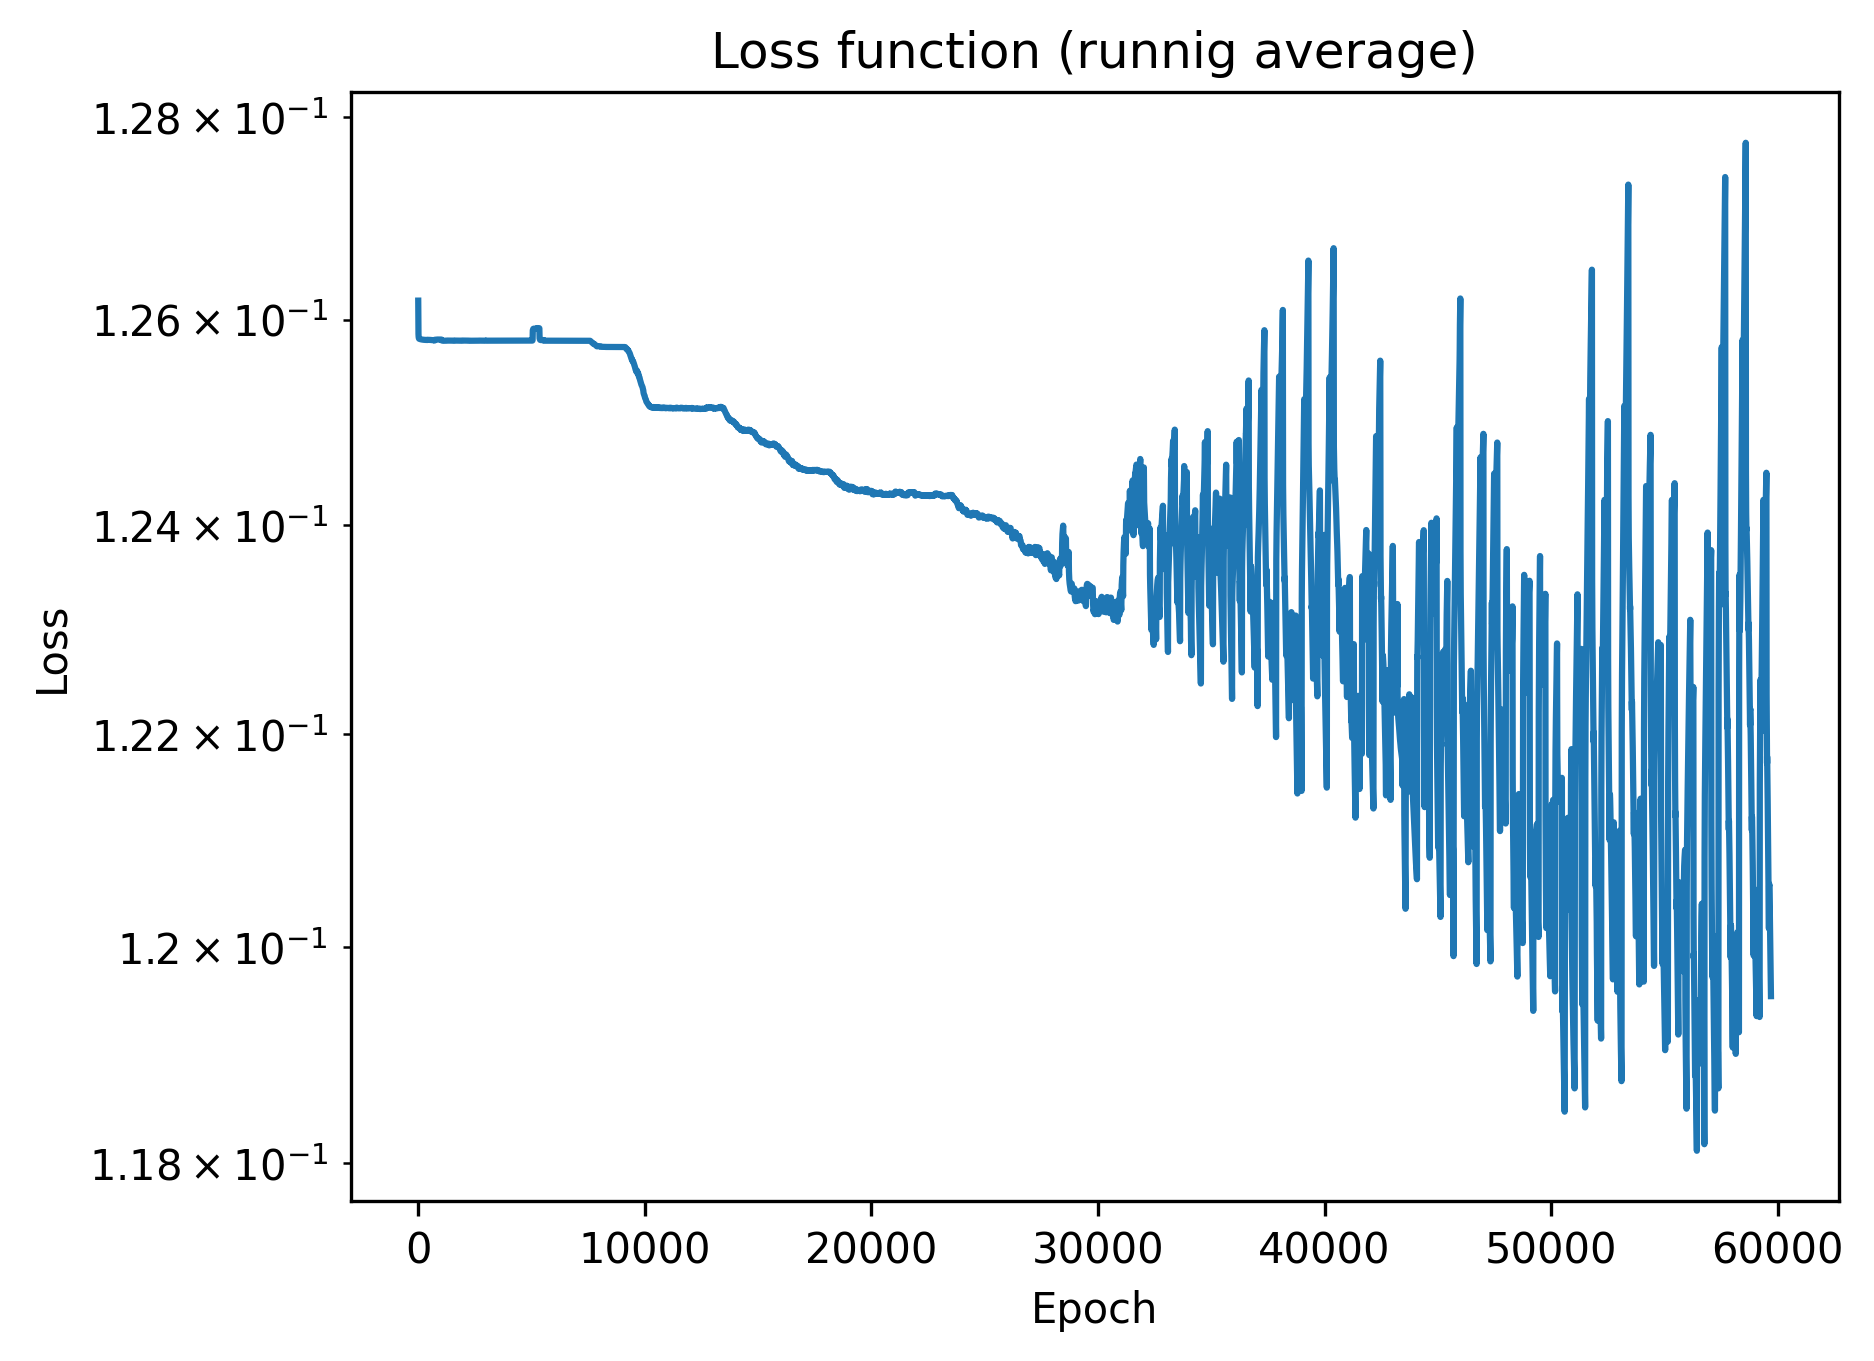 Loss function (runnig average)
1.28 × 10⁻¹
1.26 × 10⁻¹
1.24 × 10⁻¹
1.22 × 10⁻¹
1.2 × 10⁻¹
1.18 × 10⁻¹
Loss
0 10000 20000 30000 40000 50000 60000
Epoch